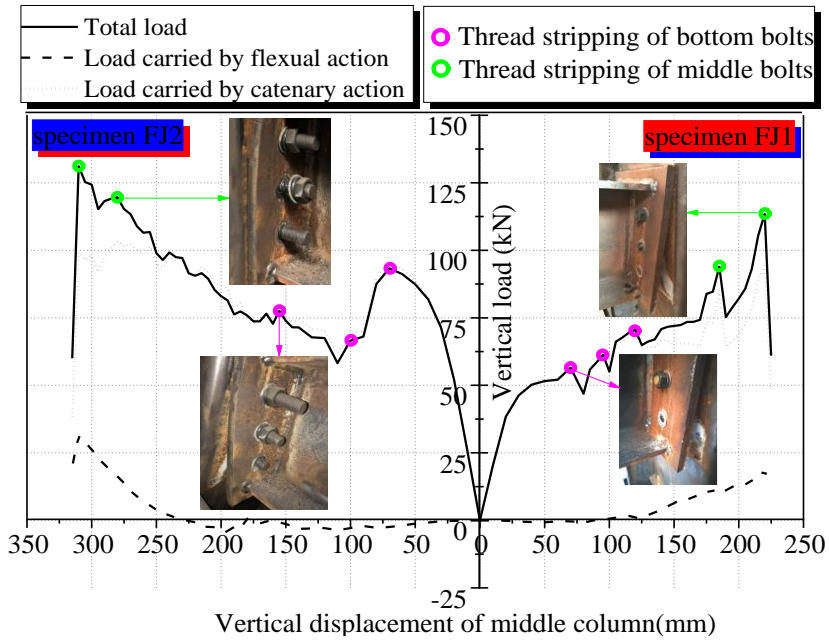 Total load
Load carried by flexual action
Load carried by catenary action
Thread stripping of bottom bolts
Thread stripping of middle bolts
specimen FJ2
specimen FJ1
150
125
100
75
50
25
0
-25
Vertical load (kN)
350 300 250 200 150 100 50 0 50 100 150 200 250
Vertical displacement of middle column(mm)